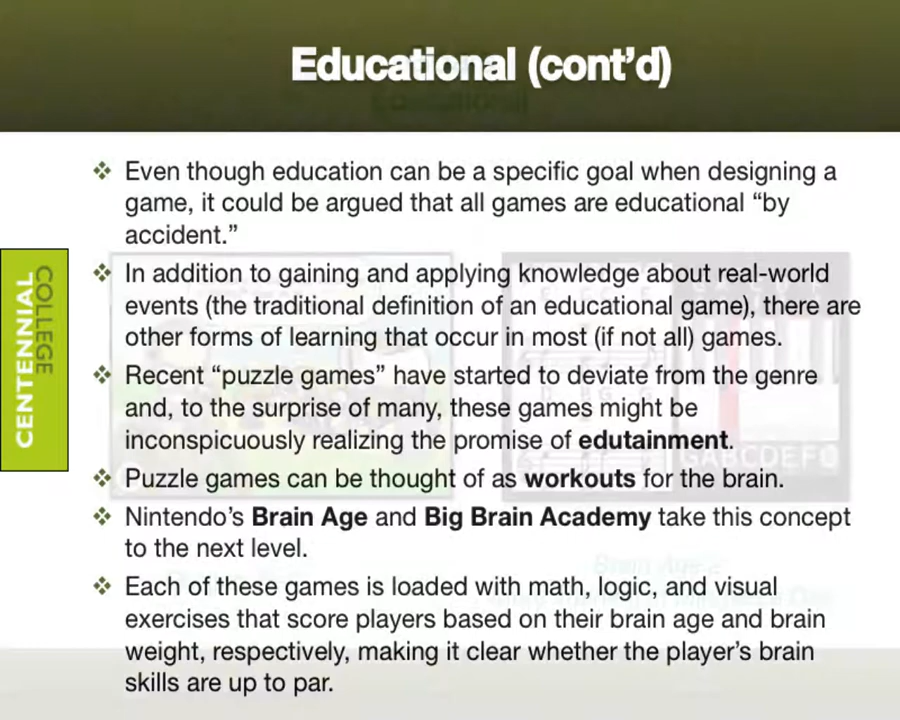 Educational (cont’d)
❖ Even though education can be a specific goal when designing a
game, it could be argued that all games are educational “by
accident.”
❖ In addition to gaining and applying knowledge about real-world
events (the traditional definition of an educational game), there are
other forms of learning that occur in most (if not all) games.
❖ Recent “puzzle games” have started to deviate from the genre
and, to the surprise of many, these games might be
inconspicuously realizing the promise of edutainment.
❖ Puzzle games can be thought of as workouts for the brain.
❖ Nintendo’s Brain Age and Big Brain Academy take this concept
to the next level.
❖ Each of these games is loaded with math, logic, and visual
exercises that score players based on their brain age and brain
weight, respectively, making it clear whether the player’s brain
skills are up to par.
CENTENNIAL
COLLEGE